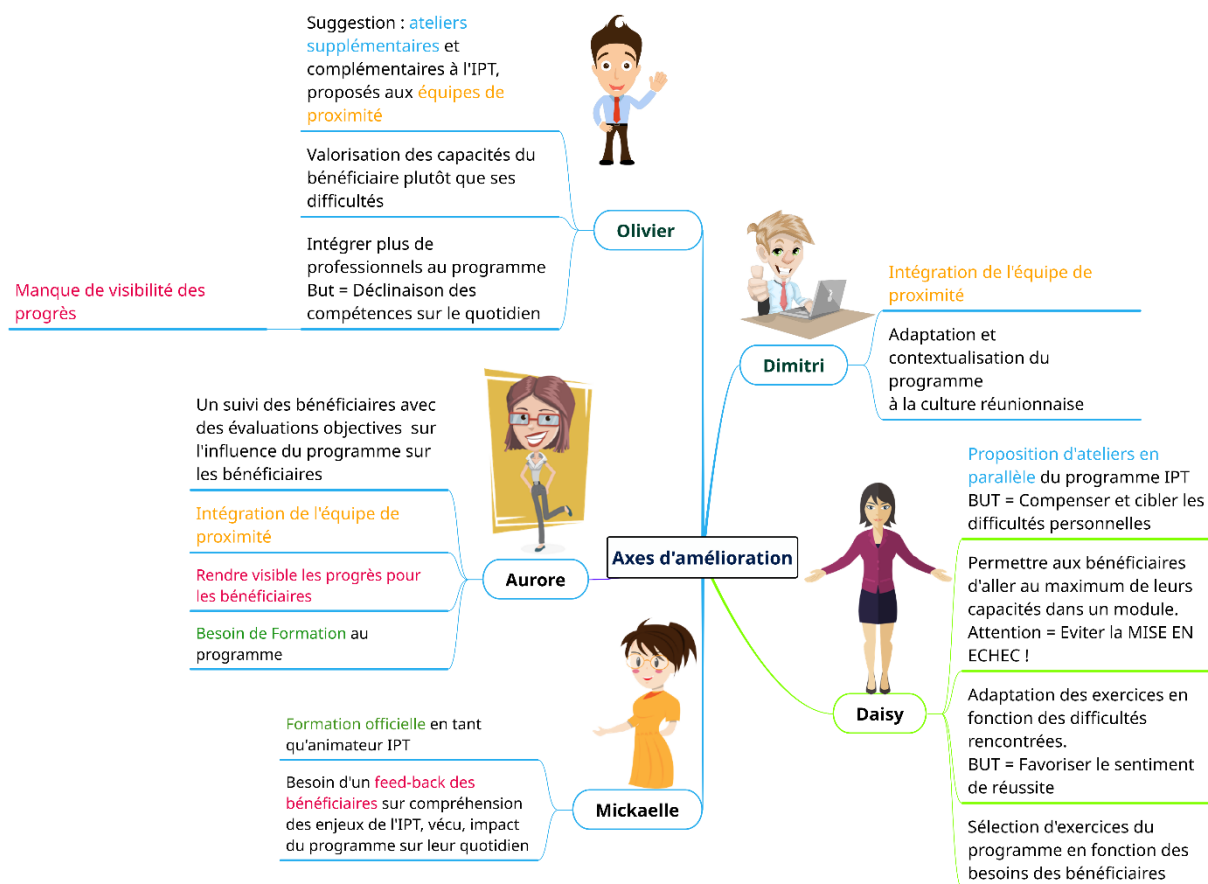 Suggestion : ateliers
supplémentaires et
complémentaires à l'IPT,
proposés aux équipes de
proximité
Valorisation des capacités du
bénéficiaire plutôt que ses
difficultés
Intégrer plus de
professionnels au programme
But = Déclinaison des
compétences sur le quotidien
Manque de visibilité des
progrès
Olivier
Intégration de l'équipe de
proximité
Adaptation et
contextualisation du
programme
à la culture réunionnaise
Dimitri
Un suivi des bénéficiaires avec
des évaluations objectives sur
l'influence du programme sur
les bénéficiaires
Intégration de l'équipe de
proximité
Rendre visible les progrès pour
les bénéficiaires
Besoin de Formation au
programme
Aurore
Axes d'amélioration
Proposition d'ateliers en
parallèle du programme IPT
BUT = Compenser et cibler les
difficultés personnelles
Permettre aux bénéficiaires
d'aller au maximum de leurs
capacités dans un module.
Attention = Eviter la MISE EN
ECHEC !
Adaptation des exercices en
fonction des difficultés
rencontrées.
BUT = Favoriser le sentiment
de réussite
Sélection d'exercices du
programme en fonction des
besoins des bénéficiaires
Daisy
Formation officielle en tant
qu'animateur IPT
Besoin d'un feed-back des
bénéficiaires sur compréhension
des enjeux de l'IPT, vécu, impact
du programme sur leur quotidien
Mickaelle